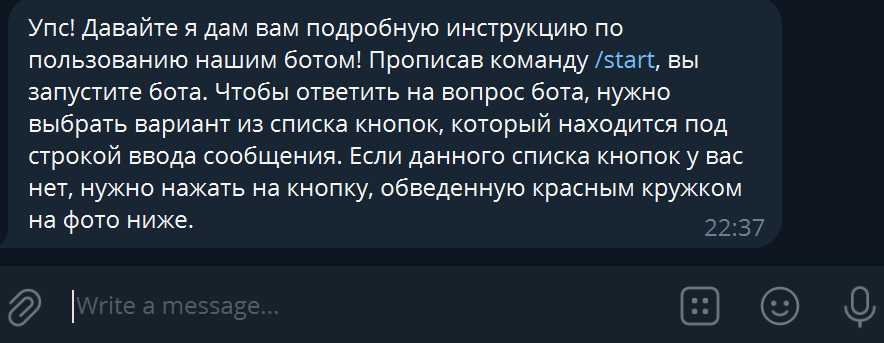 Упс! Давайте я дам вам подробную инструкцию по
пользованию нашим ботом! Прописав команду /start, вы
запустите бота. Чтобы ответить на вопрос бота, нужно
выбрать вариант из списка кнопок, который находится под
строкой ввода сообщения. Если данного списка кнопок у вас
нет, нужно нажать на кнопку, обведенную красным кружком
на фото ниже.
22:37
Write a message...